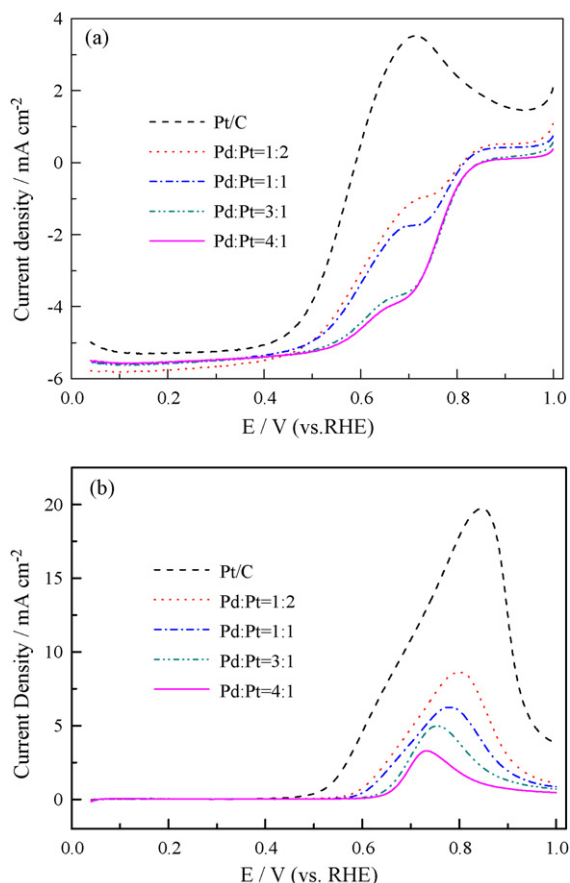 (a)
4
2
0
-2
-4
-6
Current density / mA cm-2
Pt/C
Pd:Pt=1:2
Pd:Pt=1:1
Pd:Pt=3:1
Pd:Pt=4:1
0.0 0.2 0.4 0.6 0.8 1.0
E / V (vs.RHE)
(b)
20
15
10
5
0
Current Density / mA cm-2
Pt/C
Pd:Pt=1:2
Pd:Pt=1:1
Pd:Pt=3:1
Pd:Pt=4:1
0.0 0.2 0.4 0.6 0.8 1.0
E / V (vs. RHE)